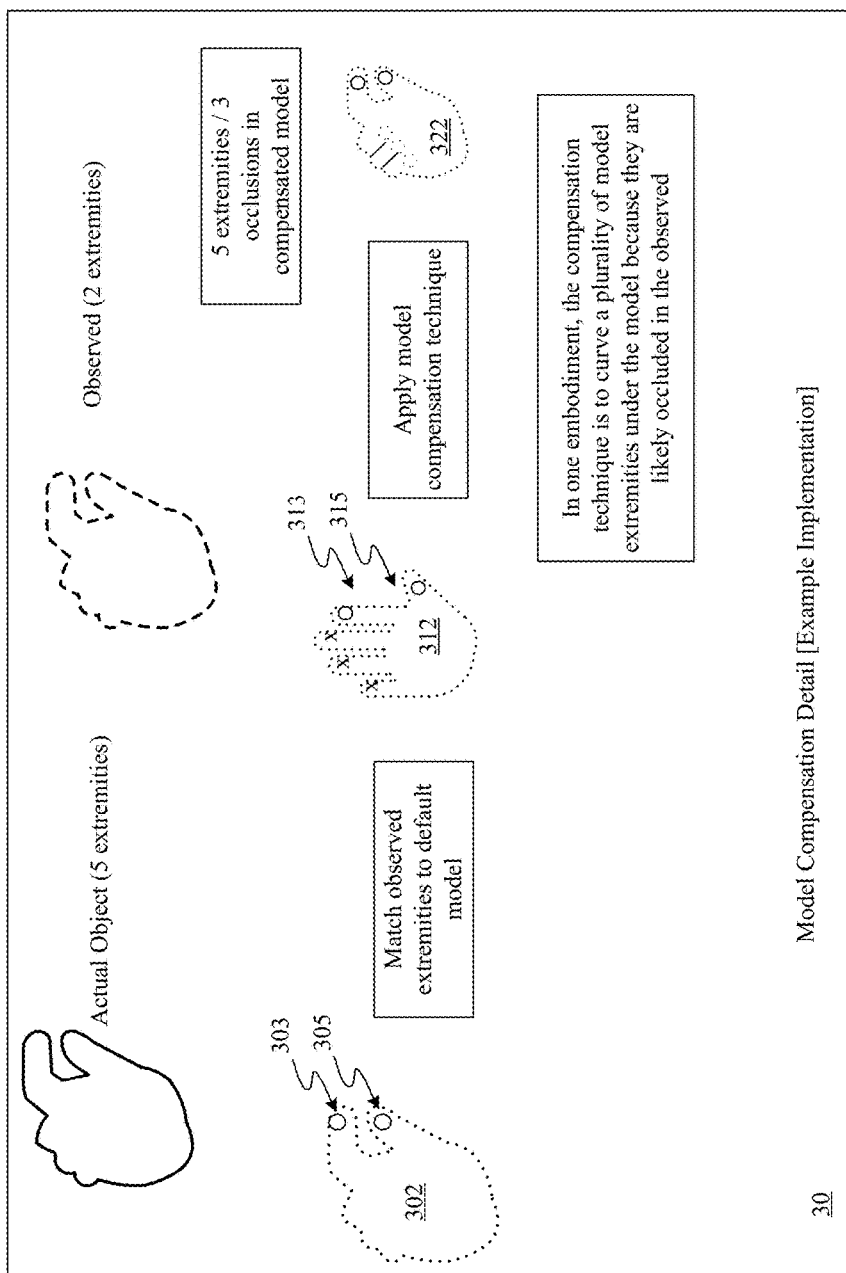 Actual Object (5 extremities)
Observed (2 extremities)
303
305
302
Match observed
extremities to default
model
313
315
x
x
x
312
Apply model
compensation technique
5 extremities / 3
occlusions in
compensated model
322
In one embodiment, the compensation
technique is to curve a plurality of model
extremities under the model because they are
likely occluded in the observed
Model Compensation Detail [Example Implementation]
30